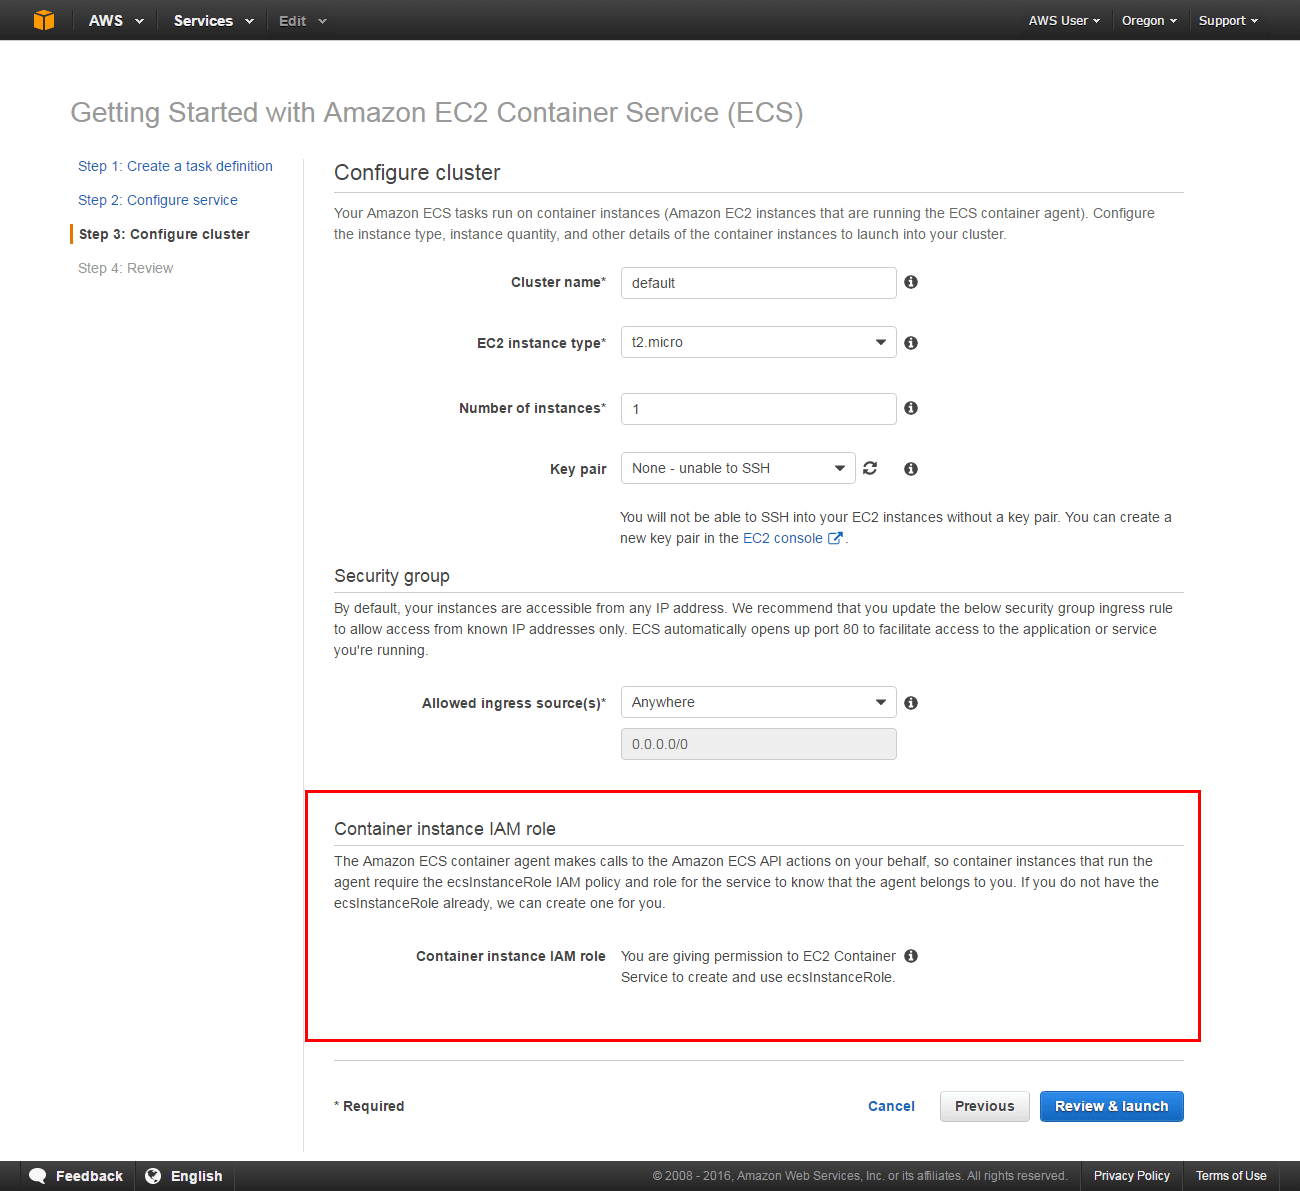 AWS Services Edit AWS User Oregon Support
Getting Started with Amazon EC2 Container Service (ECS)
Step 1: Create a task definition
Step 2: Configure service
Step 3: Configure cluster
Step 4: Review
Configure cluster
Your Amazon ECS tasks run on container instances (Amazon EC2 instances that are running the ECS container agent). Configure
the instance type, instance quantity, and other details of the container instances to launch into your cluster.
Cluster name* default
EC2 instance type* t2.micro
Number of instances* 1
Key pair None - unable to SSH
You will not be able to SSH into your EC2 instances without a key pair. You can create a
new key pair in the EC2 console .
Security group
By default, your instances are accessible from any IP address. We recommend that you update the below security group ingress rule
to allow access from known IP addresses only. ECS automatically opens up port 80 to facilitate access to the application or service
you're running.
Allowed ingress source(s)* Anywhere
0.0.0.0/0
Container instance IAM role
The Amazon ECS container agent makes calls to the Amazon ECS API actions on your behalf, so container instances that run the
agent require the ecsInstanceRole IAM policy and role for the service to know that the agent belongs to you. If you do not have the
ecsInstanceRole already, we can create one for you.
Container instance IAM role You are giving permission to EC2 Container
Service to create and use ecsInstanceRole.
* Required Cancel Previous Review & launch
Feedback English © 2008 - 2016, Amazon Web Services, Inc. or its affiliates. All rights reserved. Privacy Policy Terms of Use